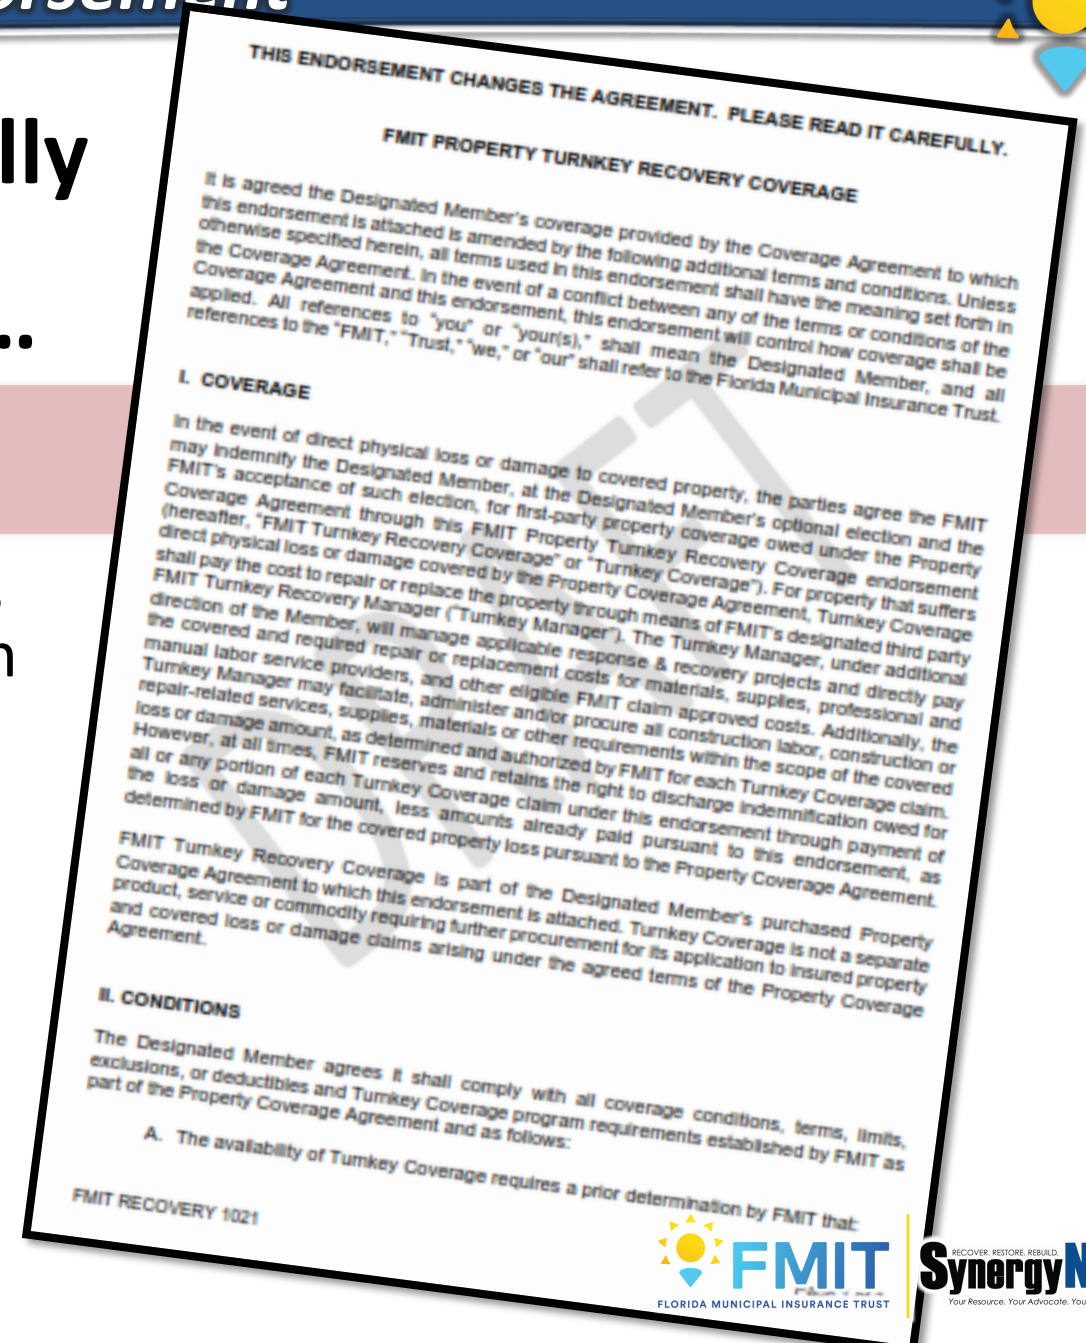 orsement
lly
..
n
THIS ENDORSEMENT CHANGES THE AGREEMENT. PLEASE READ IT CAREFULLY.
FMIT PROPERTY TURNKEY RECOVERY COVERAGE
It is agreed the Designated Member's coverage provided by the Coverage Agreement to which
this endorsement is attached is amended by the following additional terms and conditions. Unless
otherwise specified herein, all terms used in this endorsement shall have the meaning set forth in
the Coverage Agreement. In the event of a conflict between any of the terms or conditions of the
Coverage Agreement and this endorsement, this endorsement will control how coverage shall be
applied. All references to "you" or "your(s)," shall mean the Designated Member, and all
references to the "FMIT," "Trust," "we," or "our" shall refer to the Florida Municipal Insurance Trust.
I. COVERAGE
In the event of direct physical loss or damage to covered property, the parties agree the FMIT
may indemnify the Designated Member, at the Designated Member's optional election and the
FMIT's acceptance of such election, for first-party property coverage owed under the Property
Coverage Agreement through this FMIT Property Turnkey Recovery Coverage endorsement
(hereafter, "FMIT Turnkey Recovery Coverage" or "Turnkey Coverage"). For property that suffers
direct physical loss or damage covered by the Property Coverage Agreement, Turnkey Coverage
shall pay the cost to repair or replace the property through means of FMIT's designated third party
FMIT Turnkey Recovery Manager ("Turnkey Manager"). The Turnkey Manager, under additional
direction of the Member, will manage applicable response & recovery projects and directly pay
the covered and required repair or replacement costs for materials, supplies, professional and
manual labor service providers, and other eligible FMIT claim approved costs. Additionally, the
Turnkey Manager may facilitate, administer and/or procure all construction labor, construction or
repair-related services, supplies, materials or other requirements within the scope of the covered
loss or damage amount, as determined and authorized by FMIT for each Turnkey Coverage claim.
However, at all times, FMIT reserves and retains the right to discharge indemnification owed for
all or any portion of each Turnkey Coverage claim under this endorsement through payment of
the loss or damage amount, less amounts already paid pursuant to this endorsement, as
determined by FMIT for the covered property loss pursuant to the Property Coverage Agreement.
FMIT Turnkey Recovery Coverage is part of the Designated Member's purchased Property
Coverage Agreement to which this endorsement is attached. Turnkey Coverage is not a separate
product, service or commodity requiring further procurement for its application to insured property
and covered loss or damage claims arising under the agreed terms of the Property Coverage
Agreement.
II. CONDITIONS
The Designated Member agrees it shall comply with all coverage conditions, terms, limits,
exclusions, or deductibles and Turnkey Coverage program requirements established by FMIT as
part of the Property Coverage Agreement and as follows:
A. The availability of Turnkey Coverage requires a prior determination by FMIT that:
FMIT RECOVERY 1021
DRAFT
FMIT
FLORIDA MUNICIPAL INSURANCE TRUST
RECOVER. RESTORE. REBUILD.
SynergyN
Your Resource. Your Advocate. You